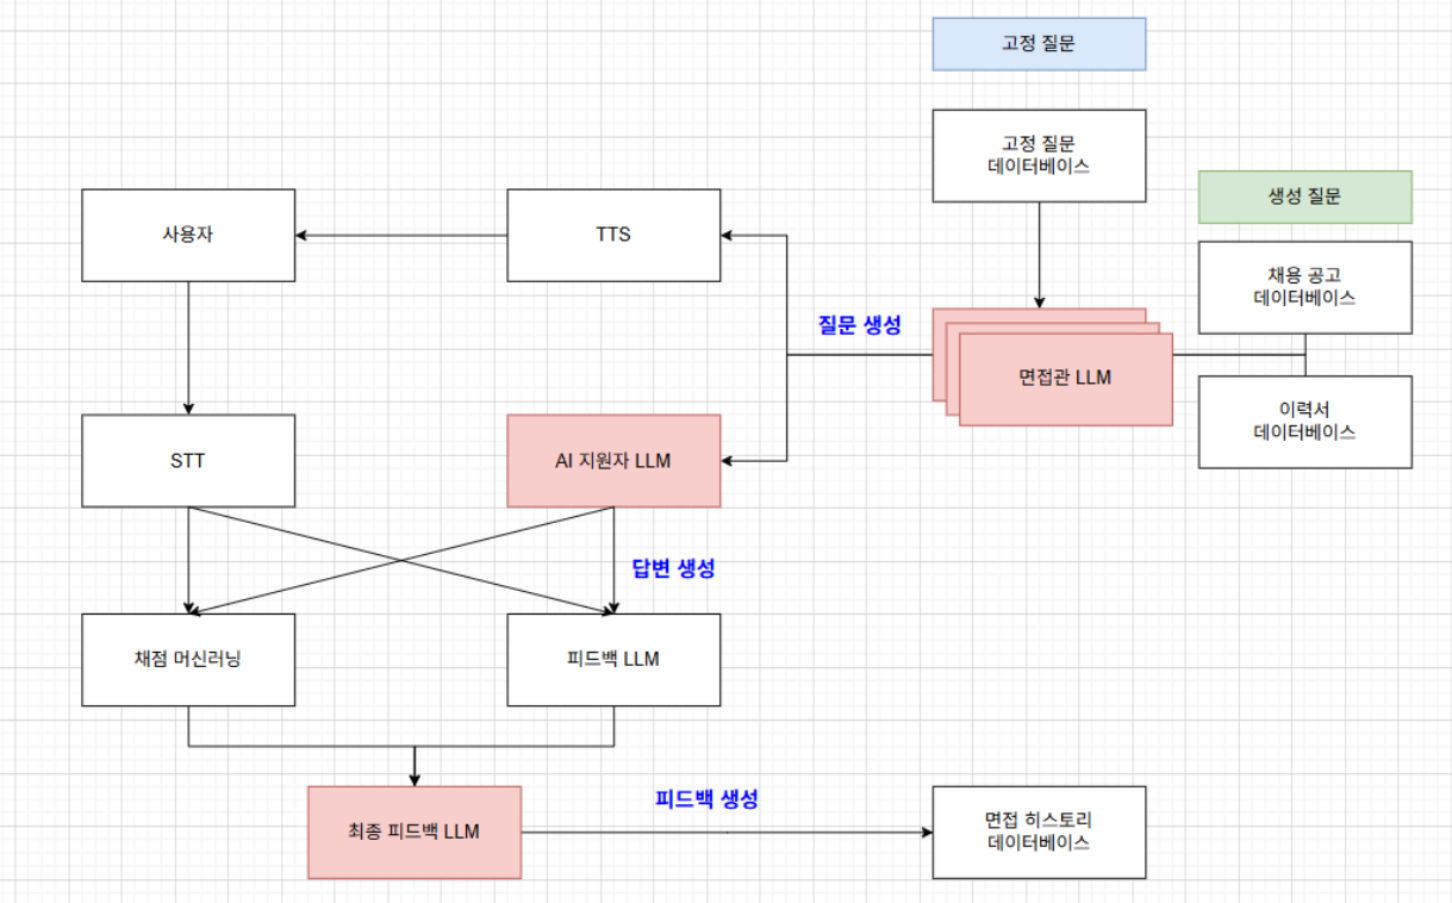 고정 질문
고정 질문
데이터베이스
생성 질문
사용자
TTS
채용 공고
데이터베이스
질문 생성
면접관 LLM
이력서
데이터베이스
STT
AI 지원자 LLM
답변 생성
채점 머신러닝
피드백 LLM
피드백 생성
최종 피드백 LLM
면접 히스토리
데이터베이스